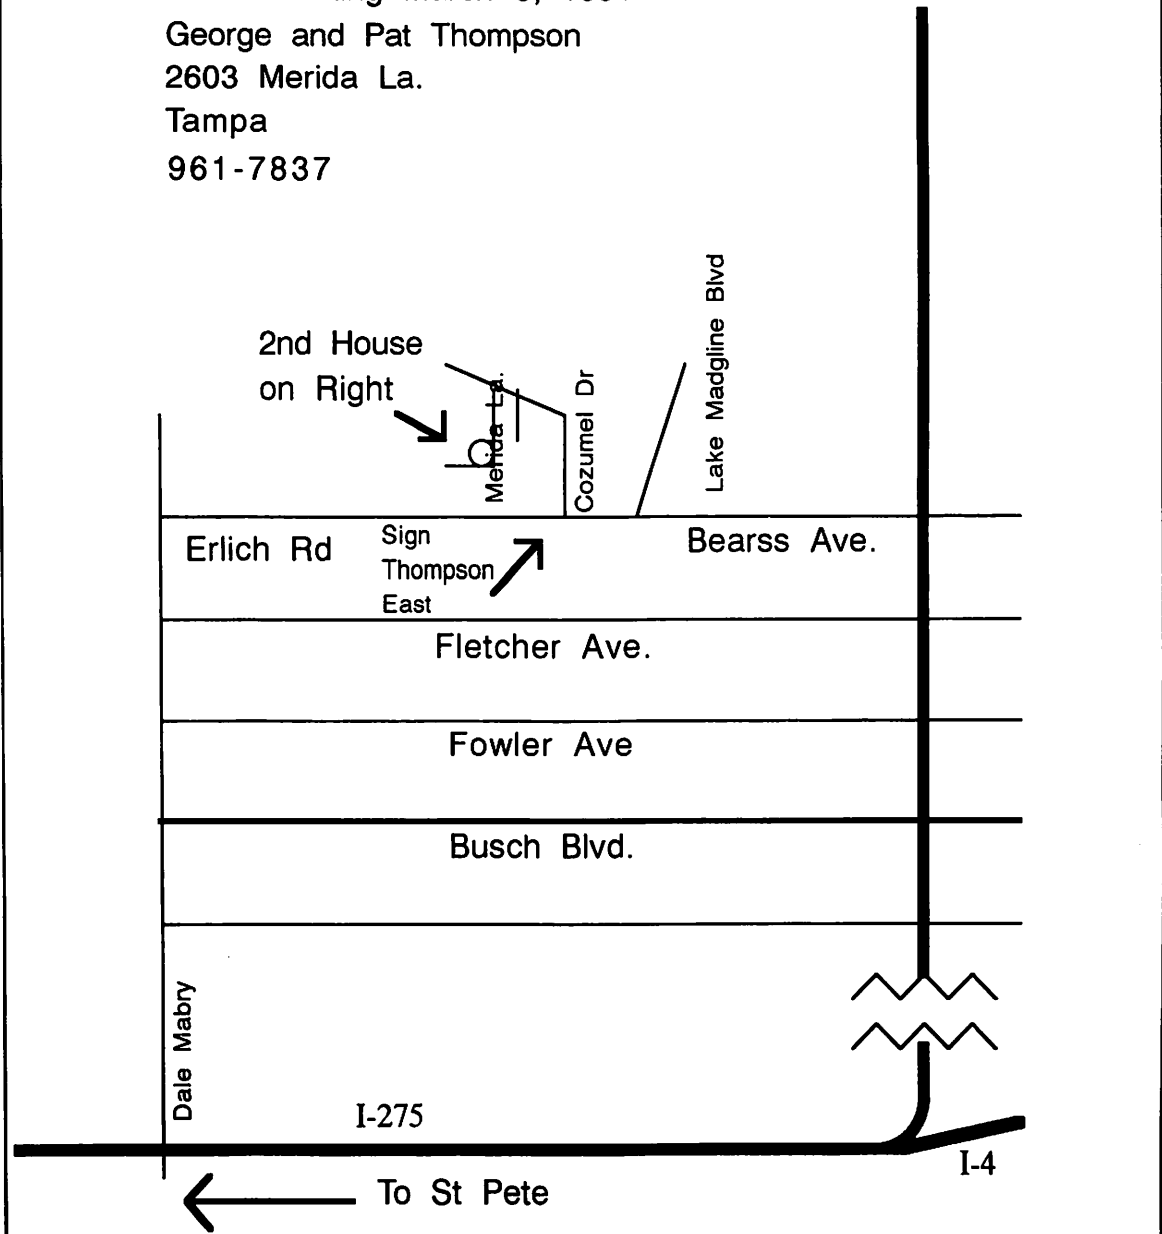 George and Pat Thompson
2603 Merida La.
Tampa
961-7837
Lake Madgline Blvd
2nd House
on Right
Merida La.
Cozumel Dr
Erlich Rd
Sign
Thompson
East
Bearss Ave.
Fletcher Ave.
Fowler Ave
Busch Blvd.
Dale Mabry
I-275
I-4
To St Pete